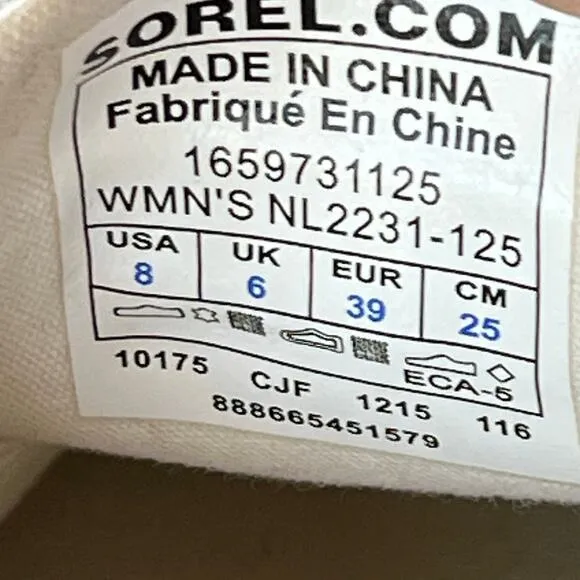 SOREL.COM
MADE IN CHINA
Fabriqué En Chine
1659731125
WMN'S NL2231-125
USA UK EUR CM
8 6 39 25
ECA-5
10175 CJF 1215 116
888665451579